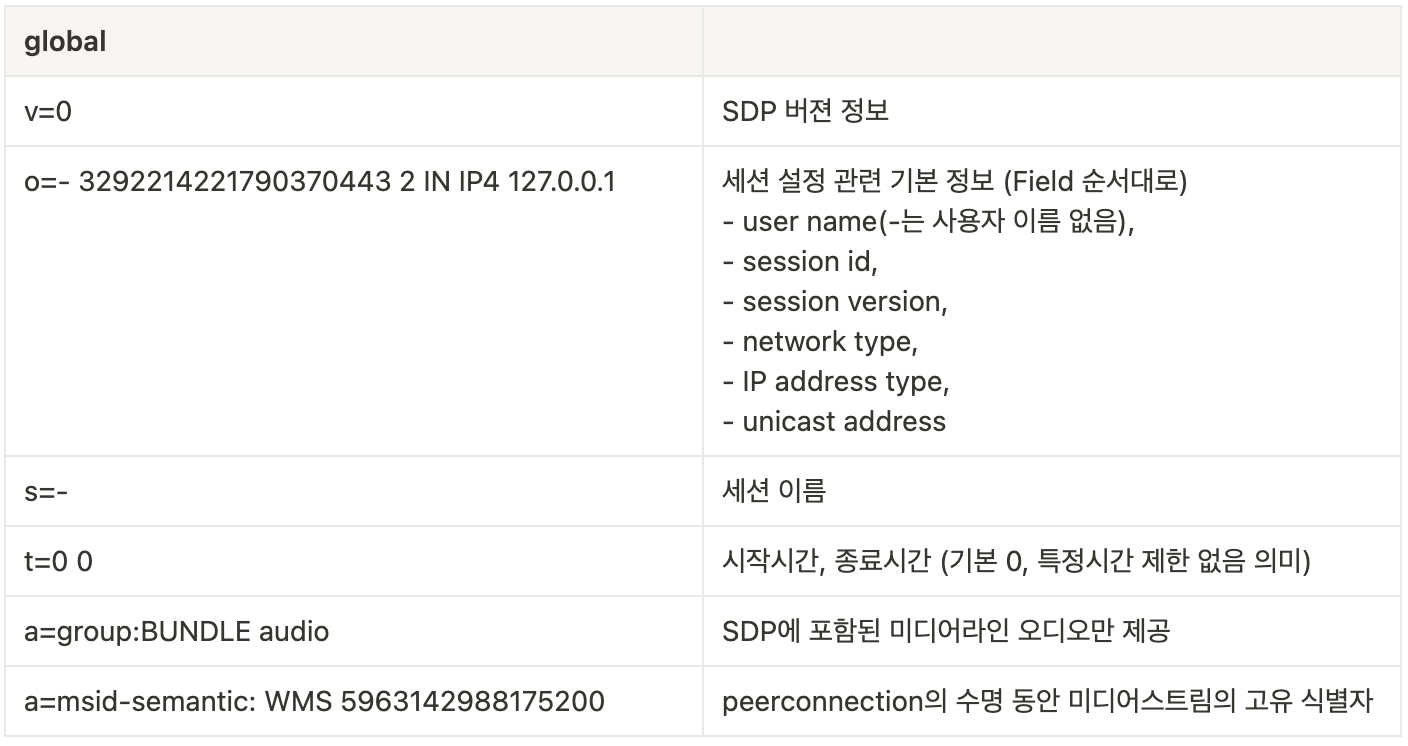 global
v=0
SDP 버젼 정보
o=- 3292214221790370443 2 IN IP4 127.0.0.1
세션 설정 관련 기본 정보 (Field 순서대로)
- user name(-는 사용자 이름 없음),
- session id,
- session version,
- network type,
- IP address type,
- unicast address
s=-
세션 이름
t=0 0
시작시간, 종료시간 (기본 0, 특정시간 제한 없음 의미)
a=group:BUNDLE audio
SDP에 포함된 미디어라인 오디오만 제공
a=msid-semantic: WMS 5963142988175200
peerconnection의 수명 동안 미디어스트림의 고유 식별자